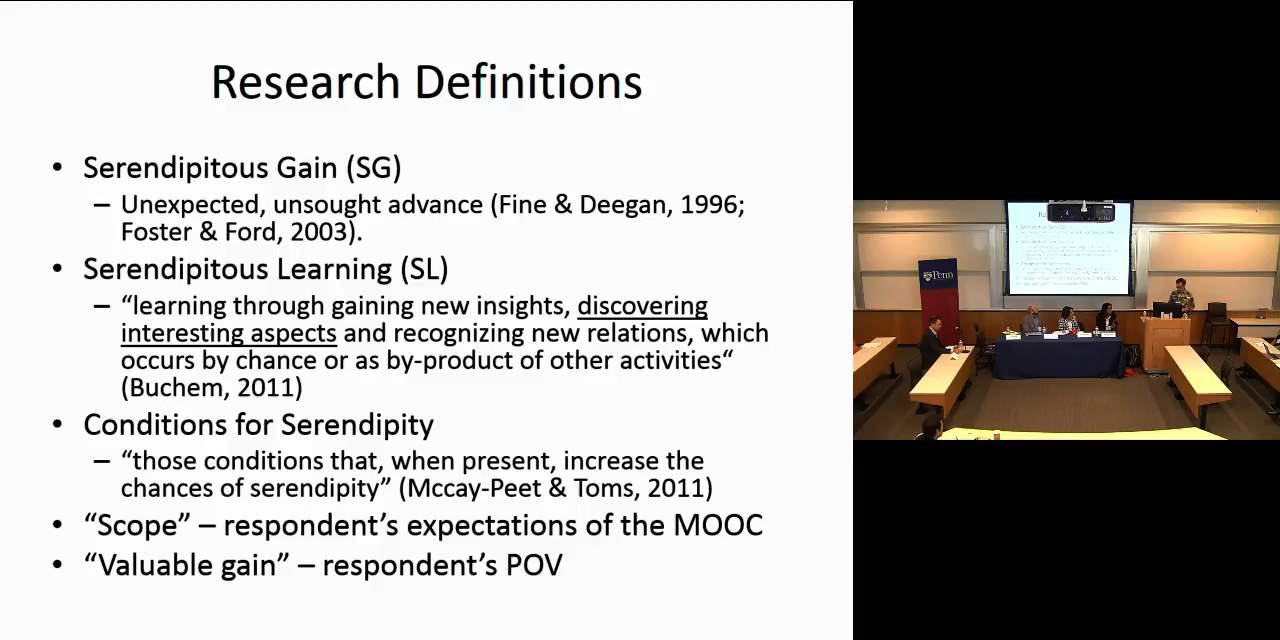 Research Definitions
• Serendipitous Gain (SG)
– Unexpected, unsought advance (Fine & Deegan, 1996;
Foster & Ford, 2003).
• Serendipitous Learning (SL)
– “learning through gaining new insights, discovering
interesting aspects and recognizing new relations, which
occurs by chance or as by-product of other activities“
(Buchem, 2011)
• Conditions for Serendipity
– “those conditions that, when present, increase the
chances of serendipity” (Mccay-Peet & Toms, 2011)
• “Scope” – respondent’s expectations of the MOOC
• “Valuable gain” – respondent’s POV
Penn